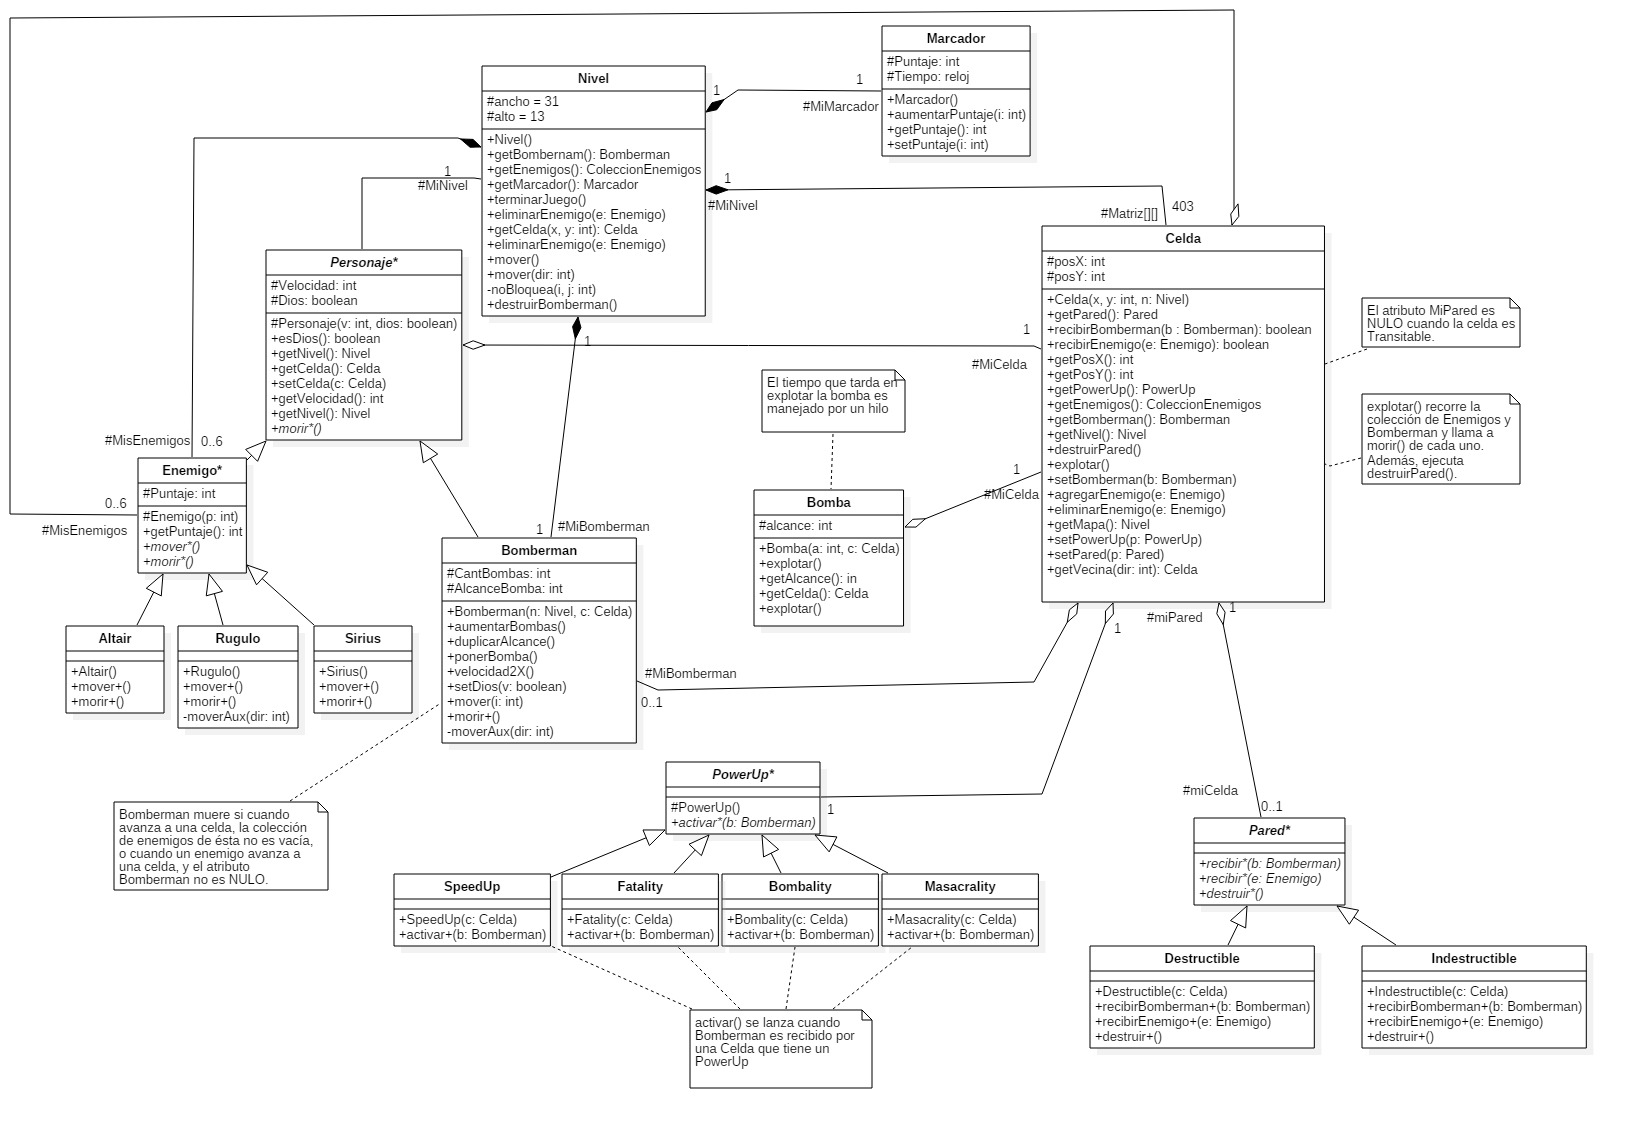 Marcador
#Puntaje: int
#Tiempo: reloj
+Marcador()
+aumentarPuntaje(i: int)
+getPuntaje(): int
+setPuntaje(i: int)
Nivel
#ancho = 31
#alto = 13
+Nivel()
+getBombernam(): Bomberman
+getEnemigos(): ColeccionEnemigos
+getMarcador(): Marcador
+terminarJuego()
+eliminarEnemigo(e: Enemigo)
+getCelda(x, y: int): Celda
+eliminarEnemigo(e: Enemigo)
+mover()
+mover(dir: int)
-noBloquea(i, j: int)
+destruirBomberman()
1
1
#MiMarcador
1
#MiNivel
1
#MiNivel
403
#Matriz[][]
Personaje*
#Velocidad: int
#Dios: boolean
#Personaje(v: int, dios: boolean)
+esDios(): boolean
+getNivel(): Nivel
+getCelda(): Celda
+setCelda(c: Celda)
+getVelocidad(): int
+getNivel(): Nivel
+morir*()
1
1
#MiCelda
Celda
#posX: int
#posY: int
+Celda(x, y: int, n: Nivel)
+getPared(): Pared
+recibirBomberman(b : Bomberman): boolean
+recibirEnemigo(e: Enemigo): boolean
+getPosX(): int
+getPosY(): int
+getPowerUp(): PowerUp
+getEnemigos(): ColeccionEnemigos
+getBomberman(): Bomberman
+getNivel(): Nivel
+destruirPared()
+explotar()
+setBomberman(b: Bomberman)
+agregarEnemigo(e: Enemigo)
+eliminarEnemigo(e: Enemigo)
+getMapa(): Nivel
+setPowerUp(p: PowerUp)
+setPared(p: Pared)
+getVecina(dir: int): Celda
El atributo MiPared es
NULO cuando la celda es
Transitable.
explotar() recorre la
colección de Enemigos y
Bomberman y llama a
morir() de cada uno.
Además, ejecuta
destruirPared().
El tiempo que tarda en
explotar la bomba es
manejado por un hilo
#MisEnemigos
0..6
0..6
#MisEnemigos
Enemigo*
#Puntaje: int
#Enemigo(p: int)
+getPuntaje(): int
+mover*()
+morir*()
1
#MiCelda
Bomba
#alcance: int
+Bomba(a: int, c: Celda)
+explotar()
+getAlcance(): in
+getCelda(): Celda
+explotar()
1
#MiBomberman
Bomberman
#CantBombas: int
#AlcanceBomba: int
+Bomberman(n: Nivel, c: Celda)
+aumentarBombas()
+duplicarAlcance()
+ponerBomba()
+velocidad2X()
+setDios(v: boolean)
+mover(i: int)
+morir+()
-moverAux(dir: int)
Altair
+Altair()
+mover+()
+morir+()
Rugulo
+Rugulo()
+mover+()
+morir+()
-moverAux(dir: int)
Sirius
+Sirius()
+mover+()
+morir+()
#MiBomberman
0..1
1
#miPared
1
Bomberman muere si cuando
avanza a una celda, la colección
de enemigos de ésta no es vacía,
o cuando un enemigo avanza a
una celda, y el atributo
Bomberman no es NULO.
PowerUp*
#PowerUp()
+activar*(b: Bomberman)
1
#miCelda
0..1
Pared*
+recibir*(b: Bomberman)
+recibir*(e: Enemigo)
+destruir*()
SpeedUp
+SpeedUp(c: Celda)
+activar+(b: Bomberman)
Fatality
+Fatality(c: Celda)
+activar+(b: Bomberman)
Bombality
+Bombality(c: Celda)
+activar+(b: Bomberman)
Masacrality
+Masacrality(c: Celda)
+activar+(b: Bomberman)
Destructible
+Destructible(c: Celda)
+recibirBomberman+(b: Bomberman)
+recibirEnemigo+(e: Enemigo)
+destruir+()
Indestructible
+Indestructible(c: Celda)
+recibirBomberman+(b: Bomberman)
+recibirEnemigo+(e: Enemigo)
+destruir+()
activar() se lanza cuando
Bomberman es recibido por
una Celda que tiene un
PowerUp